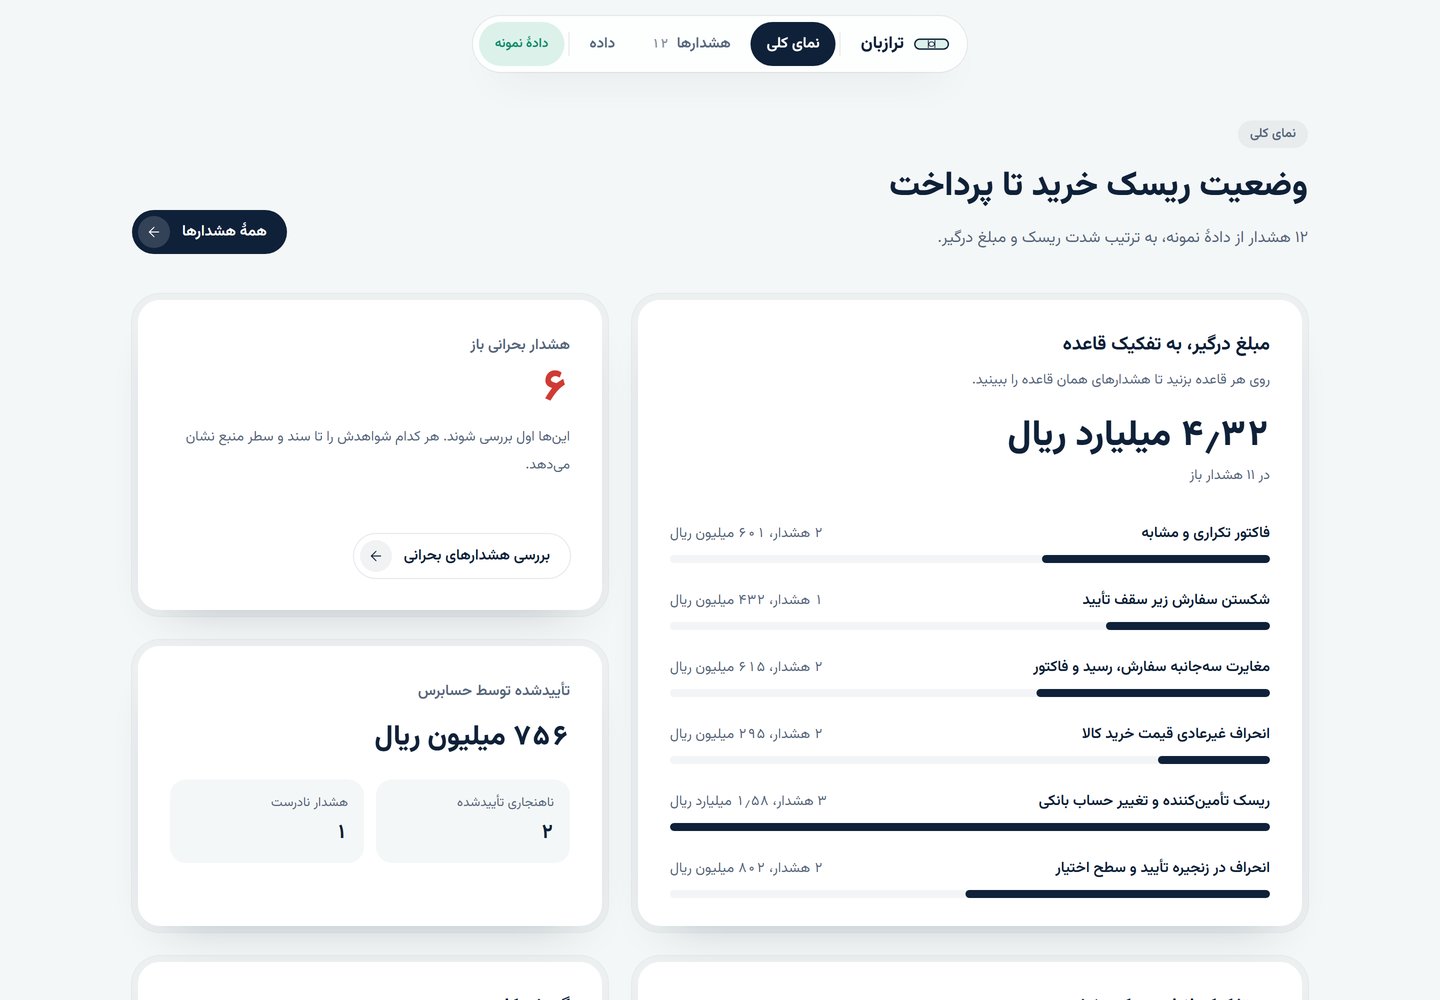 ترازبان
نمای کلی
هشدارها ۱۲
داده
دادهٔ نمونه
نمای کلی
وضعیت ریسک خرید تا پرداخت
۱۲ هشدار از دادهٔ نمونه، به ترتیب شدت ریسک و مبلغ درگیر.
همهٔ هشدارها
مبلغ درگیر، به تفکیک قاعده
روی هر قاعده بزنید تا هشدارهای همان قاعده را ببینید.
۴٫۳۲ میلیارد ریال
در ۱۱ هشدار باز
فاکتور تکراری و مشابه
۲ هشدار، ۶۰۱ میلیون ریال
شکستن سفارش زیر سقف تأیید
۱ هشدار، ۴۳۲ میلیون ریال
مغایرت سه‌جانبه سفارش، رسید و فاکتور
۲ هشدار، ۶۱۵ میلیون ریال
انحراف غیرعادی قیمت خرید کالا
۲ هشدار، ۲۹۵ میلیون ریال
ریسک تأمین‌کننده و تغییر حساب بانکی
۳ هشدار، ۱٫۵۸ میلیارد ریال
انحراف در زنجیره تأیید و سطح اختیار
۲ هشدار، ۸۰۲ میلیون ریال
هشدار بحرانی باز
۶
این‌ها اول بررسی شوند. هر کدام شواهدش را تا سند و سطر منبع نشان
می‌دهد.
بررسی هشدارهای بحرانی
تأییدشده توسط حسابرس
۷۵۶ میلیون ریال
ناهنجاری تأییدشده
۲
هشدار نادرست
۱